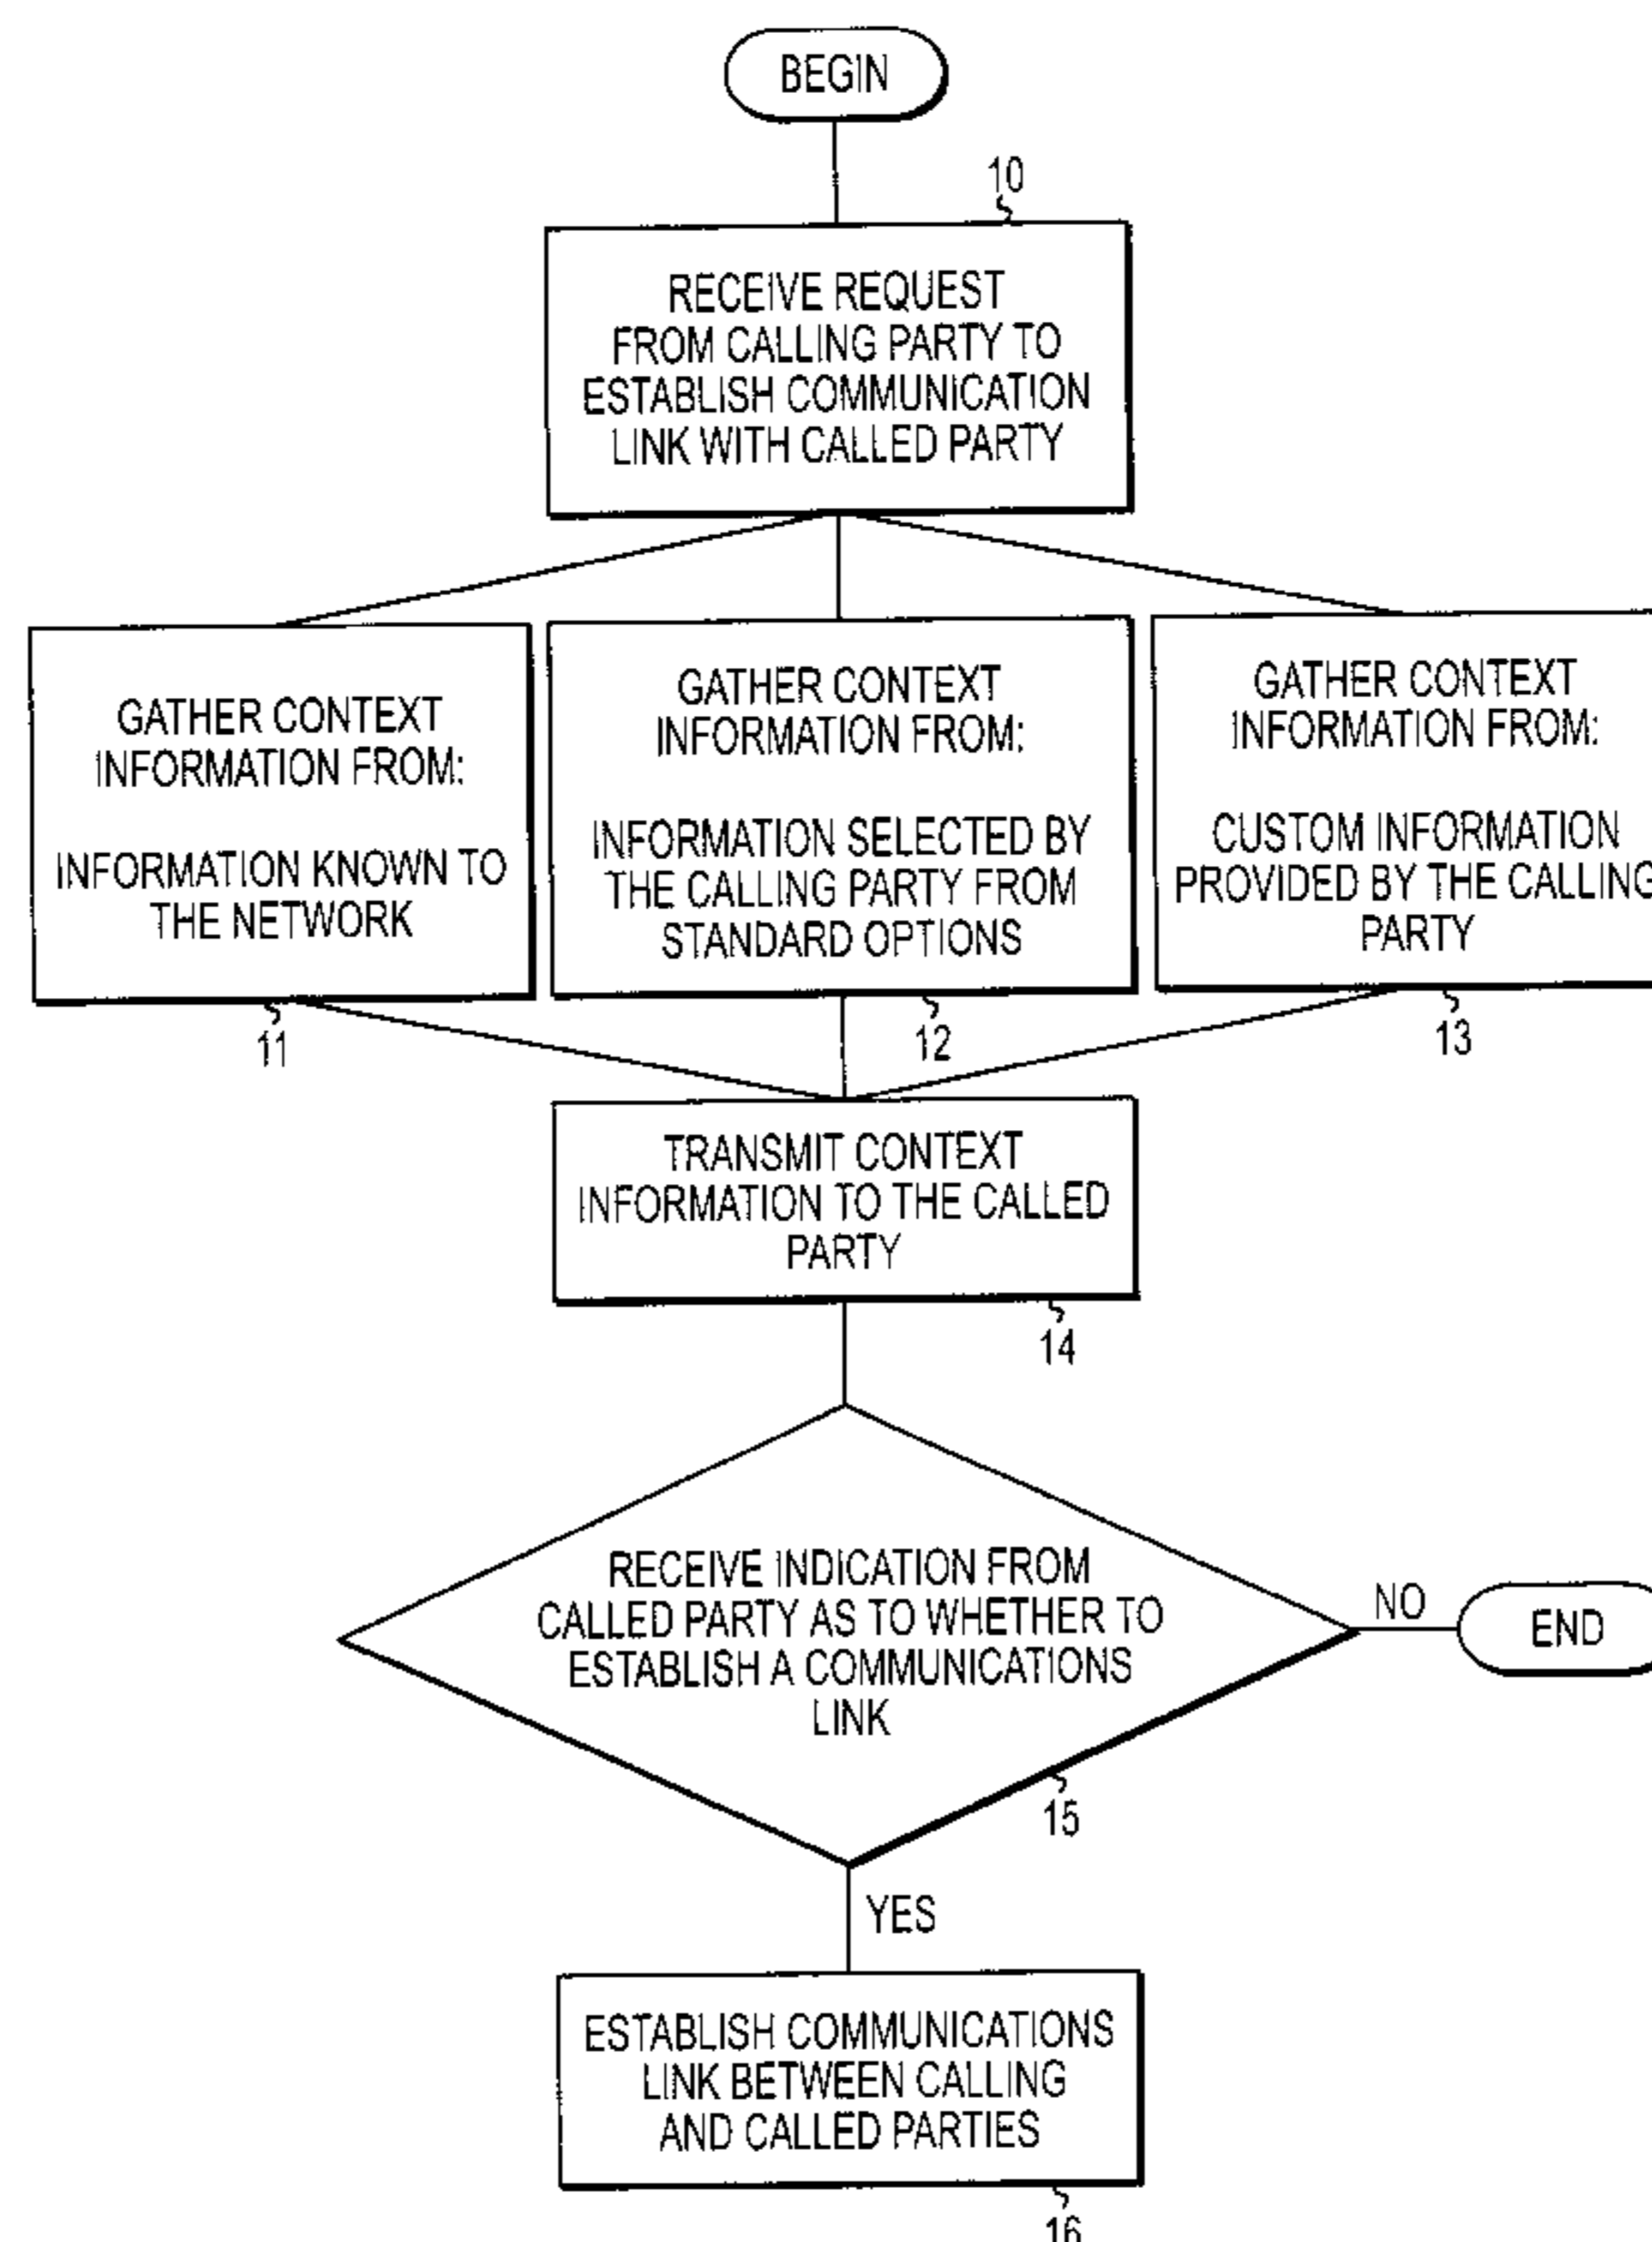 BEGIN
10
RECEIVE REQUEST
FROM CALLING PARTY TO
ESTABLISH COMMUNICATION
LINK WITH CALLED PARTY
GATHER CONTEXT
INFORMATION FROM:
INFORMATION KNOWN TO
THE NETWORK
11
GATHER CONTEXT
INFORMATION FROM:
INFORMATION SELECTED BY
THE CALLING PARTY FROM
STANDARD OPTIONS
12
GATHER CONTEXT
INFORMATION FROM:
CUSTOM INFORMATION
PROVIDED BY THE CALLING
PARTY
13
TRANSMIT CONTEXT
INFORMATION TO THE CALLED
PARTY
14
RECEIVE INDICATION FROM
CALLED PARTY AS TO WHETHER TO
ESTABLISH A COMMUNICATIONS
LINK
15
NO
END
YES
ESTABLISH COMMUNICATIONS
LINK BETWEEN CALLING
AND CALLED PARTIES
16